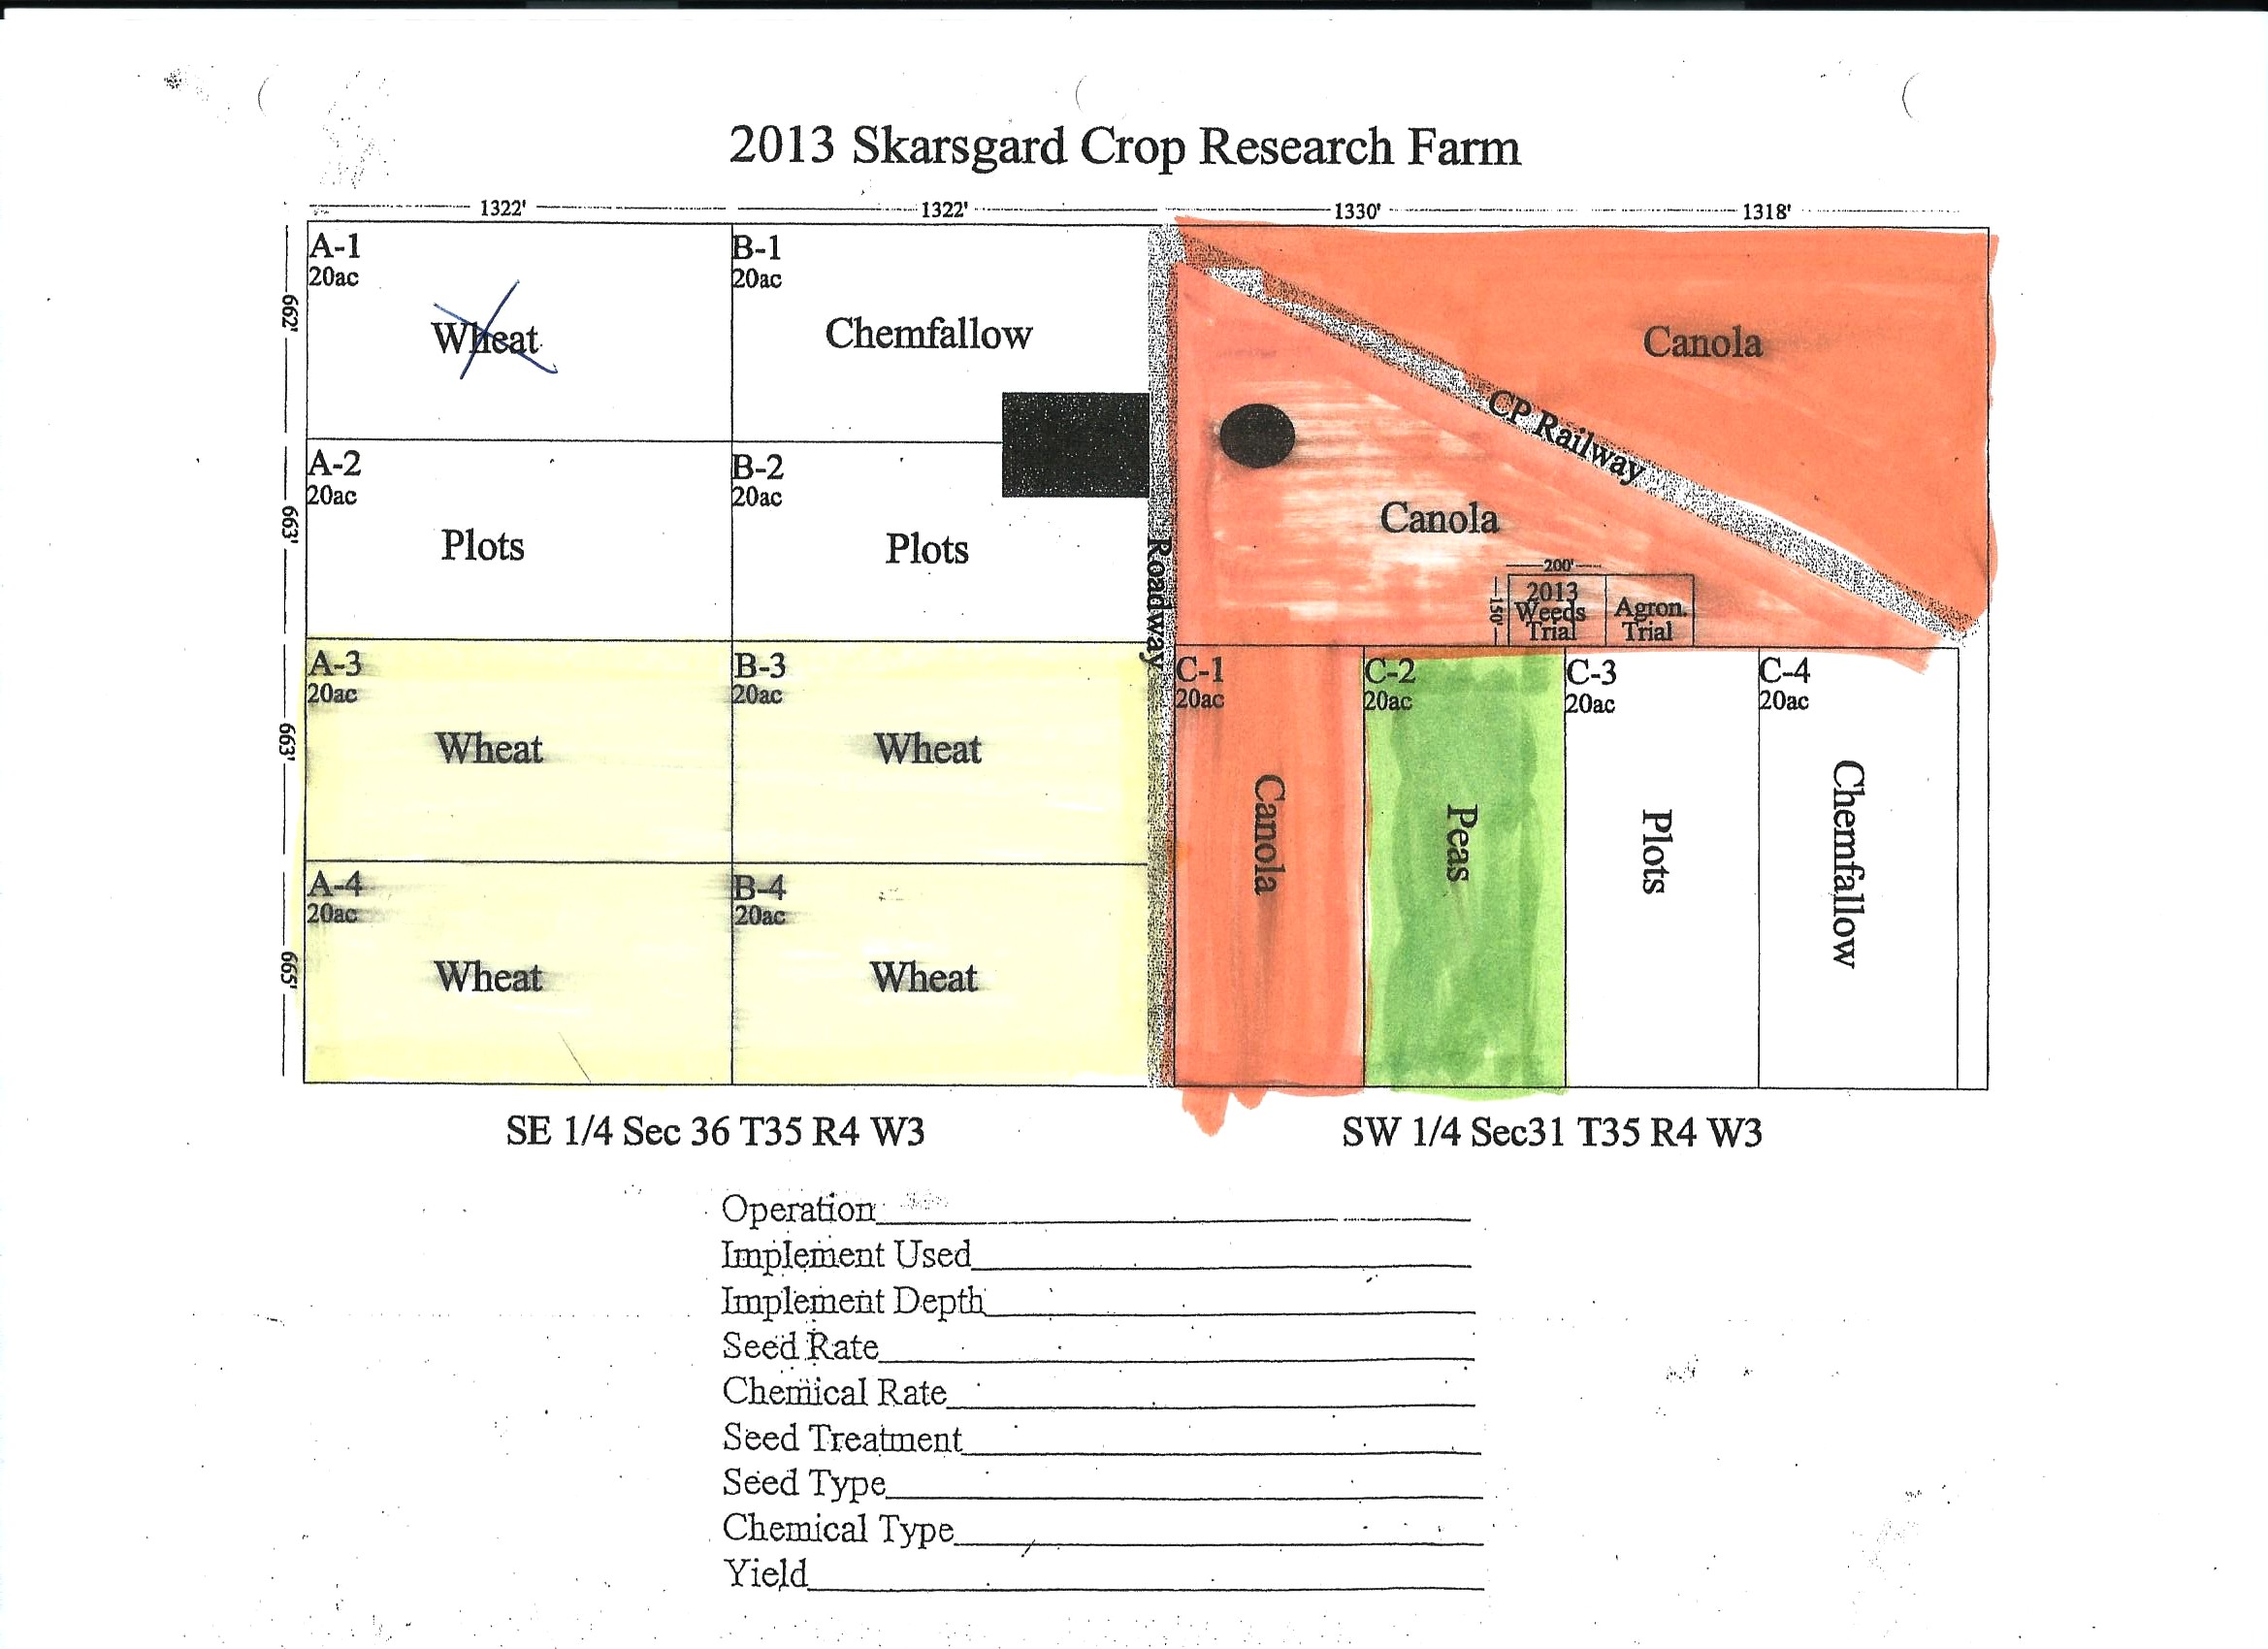 2013 Skarsgard Crop Research Farm
1322' 1322' 1330' 1318'
662'
663'
663'
665'
A-1
20ac
Wheat
B-1
20ac
Chemfallow
A-2
20ac
Plots
B-2
20ac
Plots
A-3
20ac
Wheat
B-3
20ac
Wheat
A-4
20ac
Wheat
B-4
20ac
Wheat
Roadway
Canola
CP Railway
Canola
200'
150'
2013
Weeds
Trial
Agron.
Trial
C-1
20ac
Canola
C-2
20ac
Peas
C-3
20ac
Plots
C-4
20ac
Chemfallow
SE 1/4 Sec 36 T35 R4 W3
SW 1/4 Sec31 T35 R4 W3
Operation
Implement Used
Implement Depth
Seed Rate
Chemical Rate
Seed Treatment
Seed Type
Chemical Type
Yield